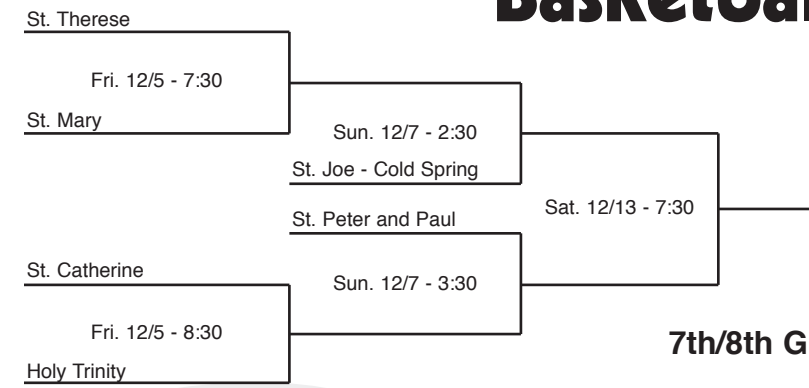 St. Therese
Fri. 12/5 - 7:30
St. Mary
Sun. 12/7 - 2:30
St. Joe - Cold Spring
St. Peter and Paul
Sat. 12/13 - 7:30
St. Catherine
Sun. 12/7 - 3:30
Fri. 12/5 - 8:30
7th/8th G
Holy Trinity